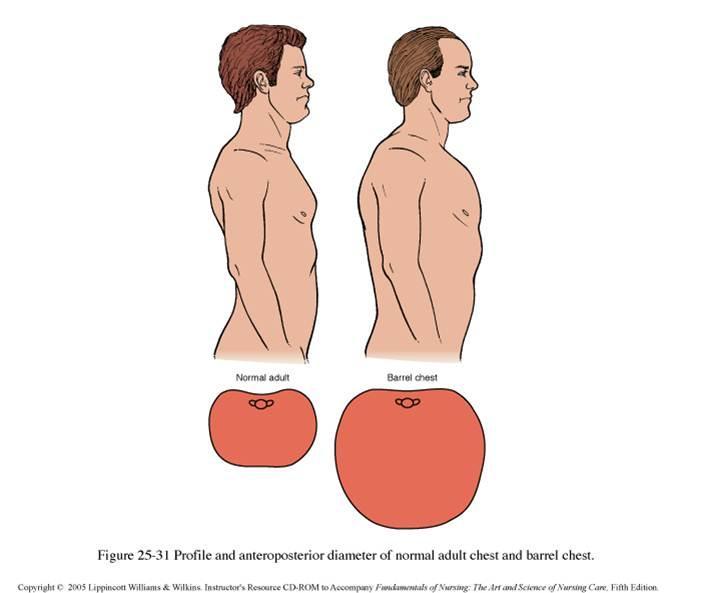 Normal adult
Barrel chest
Figure 25-31 Profile and anteroposterior diameter of normal adult chest and barrel chest.
Copyright © 2005 Lippincott Williams & Wilkins. Instructor's Resource CD-ROM to Accompany Fundamentals of Nursing: The Art and Science of Nursing Care, Fifth Edition.